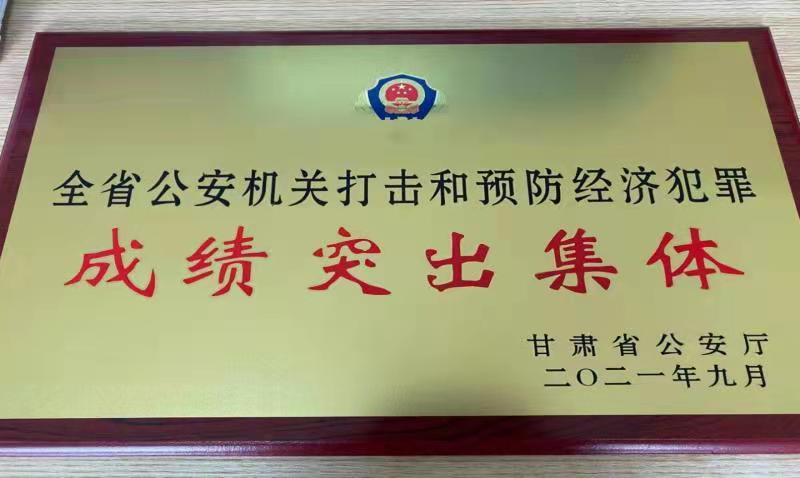 全省公安机关打击和预防经济犯罪
成绩突出集体
甘肃省公安厅
二〇二一年九月